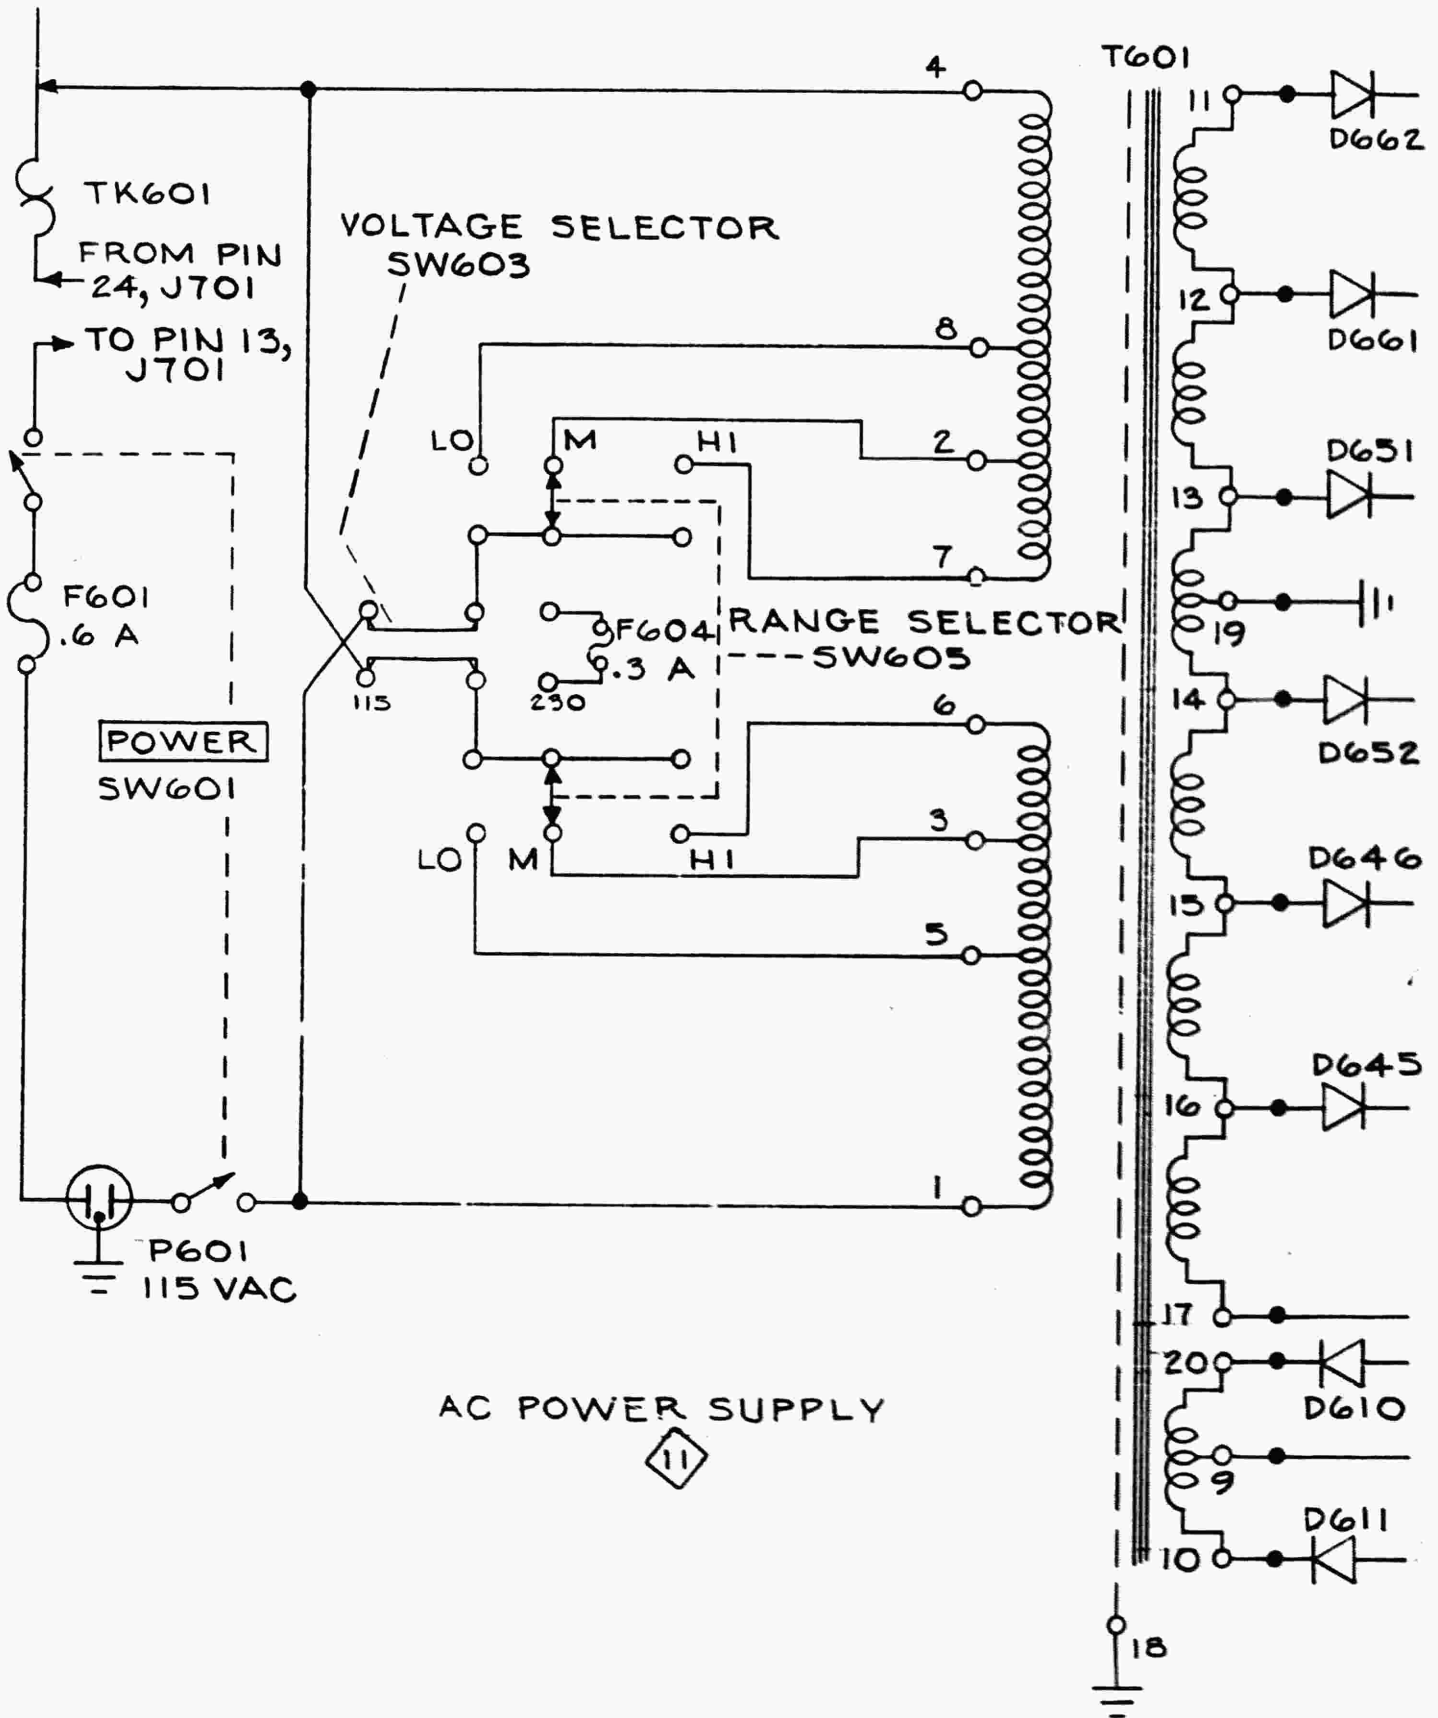 T601
4
11
D662
TK601
VOLTAGE SELECTOR
SW603
FROM PIN
24, J701
12
D661
TO PIN 13,
J701
8
LO
M
HI
2
D651
13
7
F601
.6 A
F604
.3 A
RANGE SELECTOR
SW605
19
115
230
6
14
D652
POWER
SW601
3
LO
M
HI
D646
15
5
D645
16
1
P601
115 VAC
17
20
D610
AC POWER SUPPLY
11
9
D611
10
18